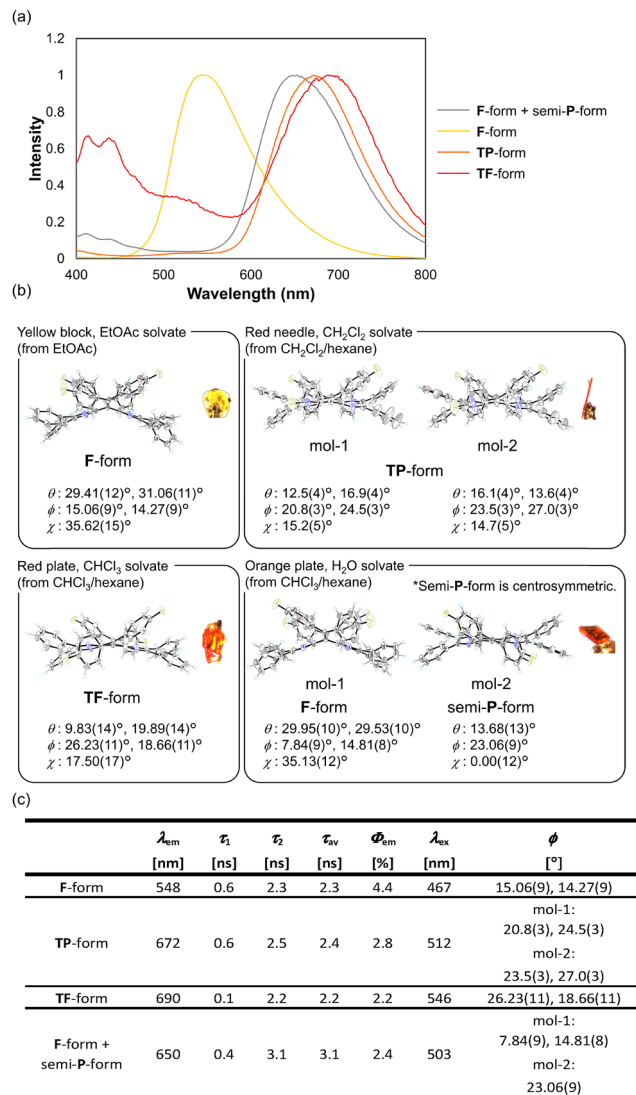 (a)
1.2
1
0.8
0.6
0.4
0.2
0
Intensity
400 500 600 700 800
Wavelength (nm)
F-form + semi-P-form
F-form
TP-form
TF-form
(b)
Yellow block, EtOAc solvate
(from EtOAc)
F-form
θ : 29.41(12)°, 31.06(11)°
ϕ : 15.06(9)°, 14.27(9)°
χ : 35.62(15)°
Red needle, CH₂Cl₂ solvate
(from CH₂Cl₂/hexane)
mol-1 mol-2
TP-form
θ : 12.5(4)°, 16.9(4)° θ : 16.1(4)°, 13.6(4)°
ϕ : 20.8(3)°, 24.5(3)° ϕ : 23.5(3)°, 27.0(3)°
χ : 15.2(5)° χ : 14.7(5)°
Red plate, CHCl₃ solvate
(from CHCl₃/hexane)
TF-form
θ : 9.83(14)°, 19.89(14)°
ϕ : 26.23(11)°, 18.66(11)°
χ : 17.50(17)°
Orange plate, H₂O solvate
(from CHCl₃/hexane) *Semi-P-form is centrosymmetric.
mol-1 mol-2
F-form semi-P-form
θ : 29.95(10)°, 29.53(10)° θ : 13.68(13)°
ϕ : 7.84(9)°, 14.81(8)° ϕ : 23.06(9)°
χ : 35.13(12)° χ : 0.00(12)°
(c)
λem τ1 τ2 τav Φem λex ϕ
[nm] [ns] [ns] [ns] [%] [nm] [°]
F-form 548 0.6 2.3 2.3 4.4 467 15.06(9), 14.27(9)
mol-1:
20.8(3), 24.5(3)
TP-form 672 0.6 2.5 2.4 2.8 512
mol-2:
23.5(3), 27.0(3)
TF-form 690 0.1 2.2 2.2 2.2 546 26.23(11), 18.66(11)
mol-1:
7.84(9), 14.81(8)
F-form +
semi-P-form 650 0.4 3.1 3.1 2.4 503
mol-2:
23.06(9)